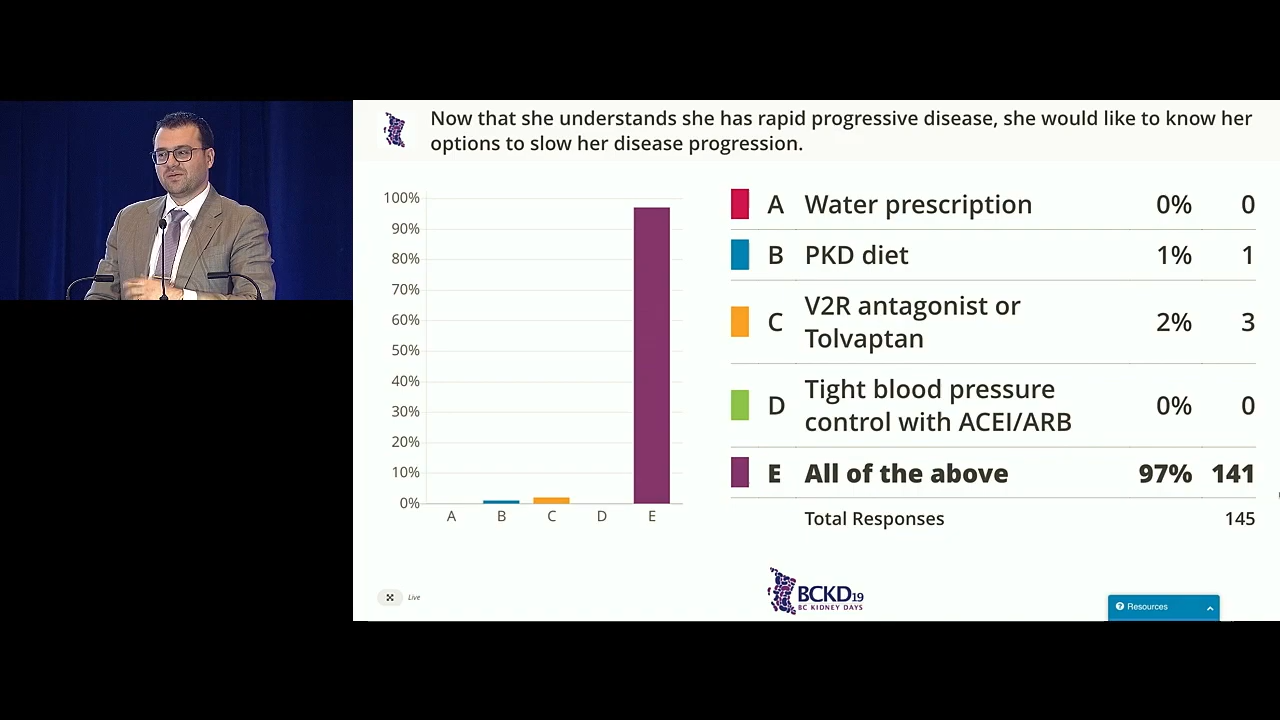 Now that she understands she has rapid progressive disease, she would like to know her
options to slow her disease progression.
100%
90%
80%
70%
60%
50%
40%
30%
20%
10%
0%
A B C D E
A Water prescription 0% 0
B PKD diet 1% 1
C V2R antagonist or
Tolvaptan 2% 3
D Tight blood pressure
control with ACEI/ARB 0% 0
E All of the above 97% 141
Total Responses 145
Live
BCKD19
BC KIDNEY DAYS
Resources